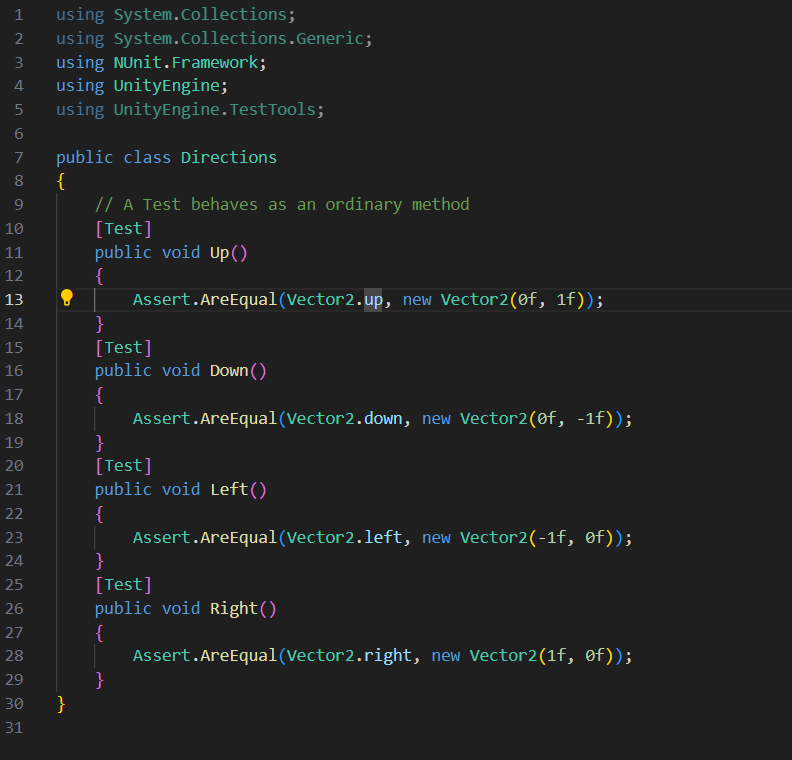 1 using System.Collections;
2 using System.Collections.Generic;
3 using NUnit.Framework;
4 using UnityEngine;
5 using UnityEngine.TestTools;
6
7 public class Directions
8 {
9     // A Test behaves as an ordinary method
10     [Test]
11     public void Up()
12     {
13         Assert.AreEqual(Vector2.up, new Vector2(0f, 1f));
14     }
15     [Test]
16     public void Down()
17     {
18         Assert.AreEqual(Vector2.down, new Vector2(0f, -1f));
19     }
20     [Test]
21     public void Left()
22     {
23         Assert.AreEqual(Vector2.left, new Vector2(-1f, 0f));
24     }
25     [Test]
26     public void Right()
27     {
28         Assert.AreEqual(Vector2.right, new Vector2(1f, 0f));
29     }
30 }
31